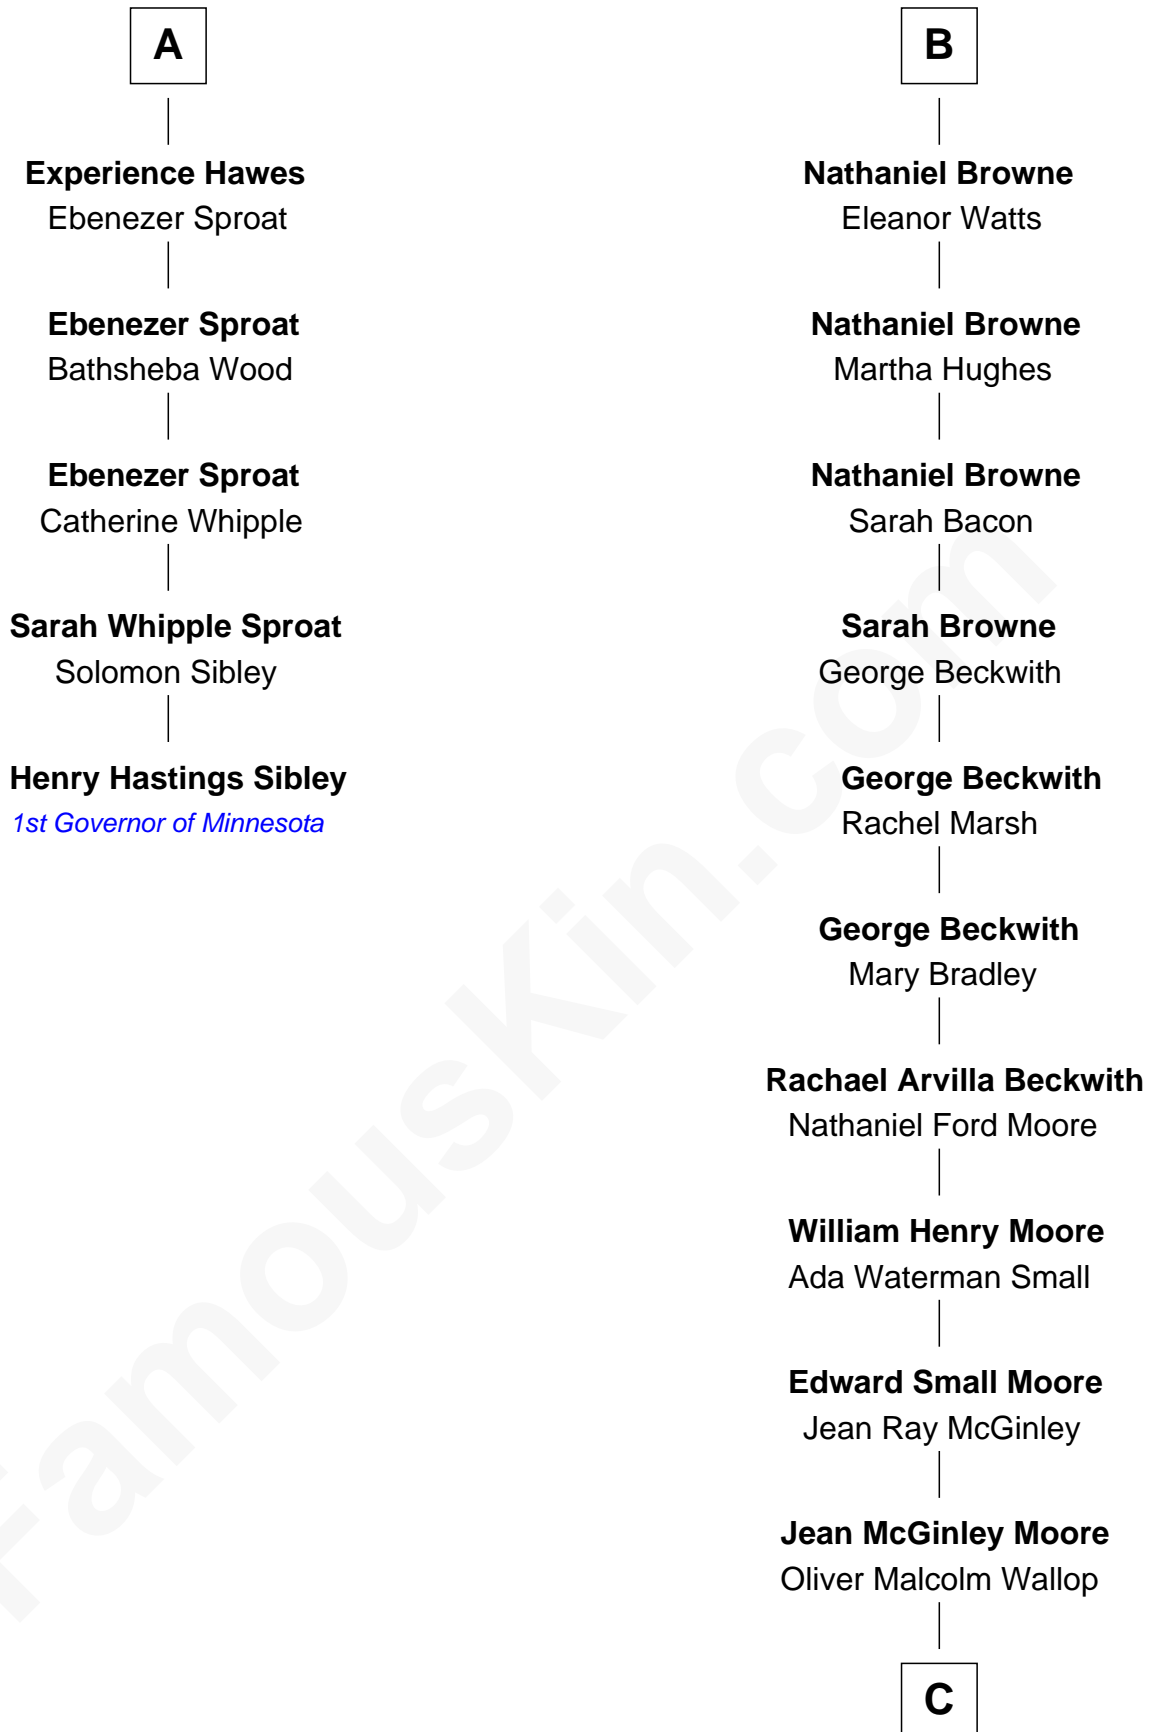 A
Experience Hawes
Ebenezer Sproat
Ebenezer Sproat
Bathsheba Wood
Ebenezer Sproat
Catherine Whipple
Sarah Whipple Sproat
Solomon Sibley
Henry Hastings Sibley
1st Governor of Minnesota
B
Nathaniel Browne
Eleanor Watts
Nathaniel Browne
Martha Hughes
Nathaniel Browne
Sarah Bacon
Sarah Browne
George Beckwith
George Beckwith
Rachel Marsh
George Beckwith
Mary Bradley
Rachael Arvilla Beckwith
Nathaniel Ford Moore
William Henry Moore
Ada Waterman Small
Edward Small Moore
Jean Ray McGinley
Jean McGinley Moore
Oliver Malcolm Wallop
C
FamousKin.com